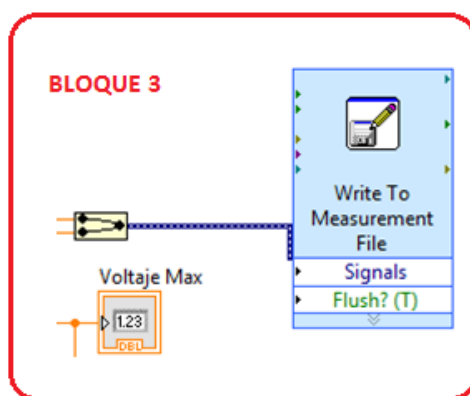 BLOQUE 3
Write To
Measurement
File
Signals
Flush? (T)
Voltaje Max
1.23
DBL